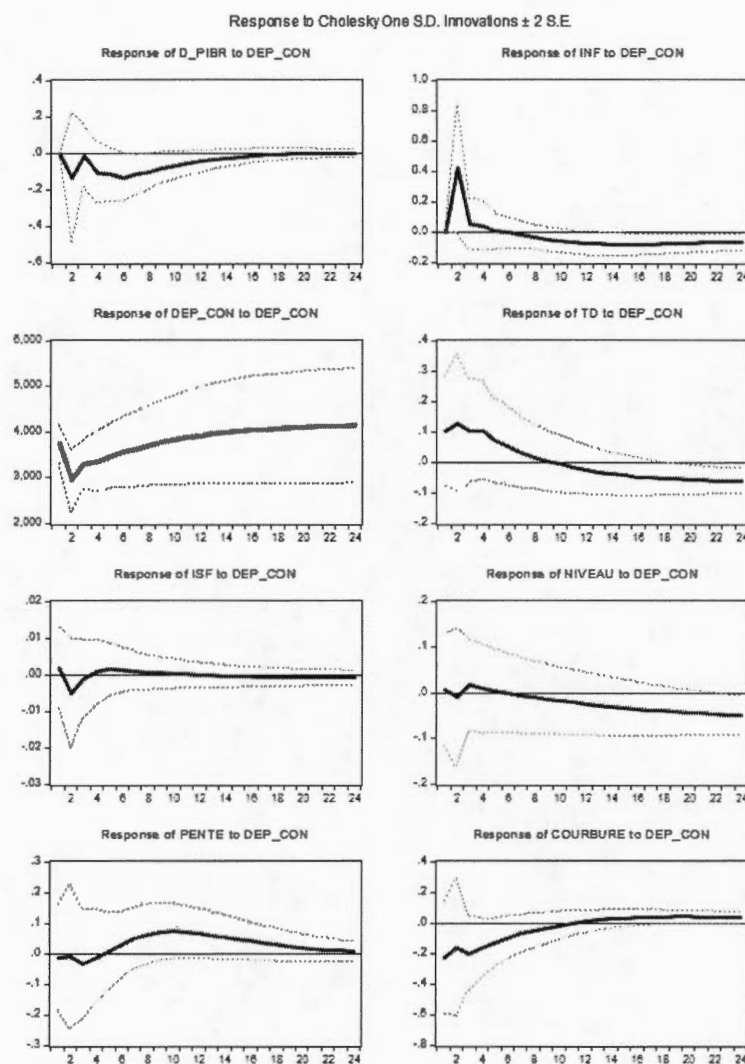 Response to Cholesky One S.D. Innovations ± 2 S.E.
Response of D_PIBR to DEP_CON
.4
.2
.0
-.2
-.4
-.6
2 4 6 8 10 12 14 16 18 20 22 24
Response of INF to DEP_CON
1.0
0.8
0.6
0.4
0.2
0.0
-0.2
2 4 6 8 10 12 14 16 18 20 22 24
Response of DEP_CON to DEP_CON
6,000
5,000
4,000
3,000
2,000
2 4 6 8 10 12 14 16 18 20 22 24
Response of TD to DEP_CON
.4
.3
.2
.1
.0
-.1
-.2
2 4 6 8 10 12 14 16 18 20 22 24
Response of ISF to DEP_CON
.02
.01
.00
-.01
-.02
-.03
2 4 6 8 10 12 14 16 18 20 22 24
Response of NIVEAU to DEP_CON
.2
.1
.0
-.1
-.2
2 4 6 8 10 12 14 16 18 20 22 24
Response of PENTE to DEP_CON
.3
.2
.1
.0
-.1
-.2
-.3
2 4 6 8 10 12 14 16 18 20 22 24
Response of COURBURE to DEP_CON
.4
.2
.0
-.2
-.4
-.6
-.8
2 4 6 8 10 12 14 16 18 20 22 24